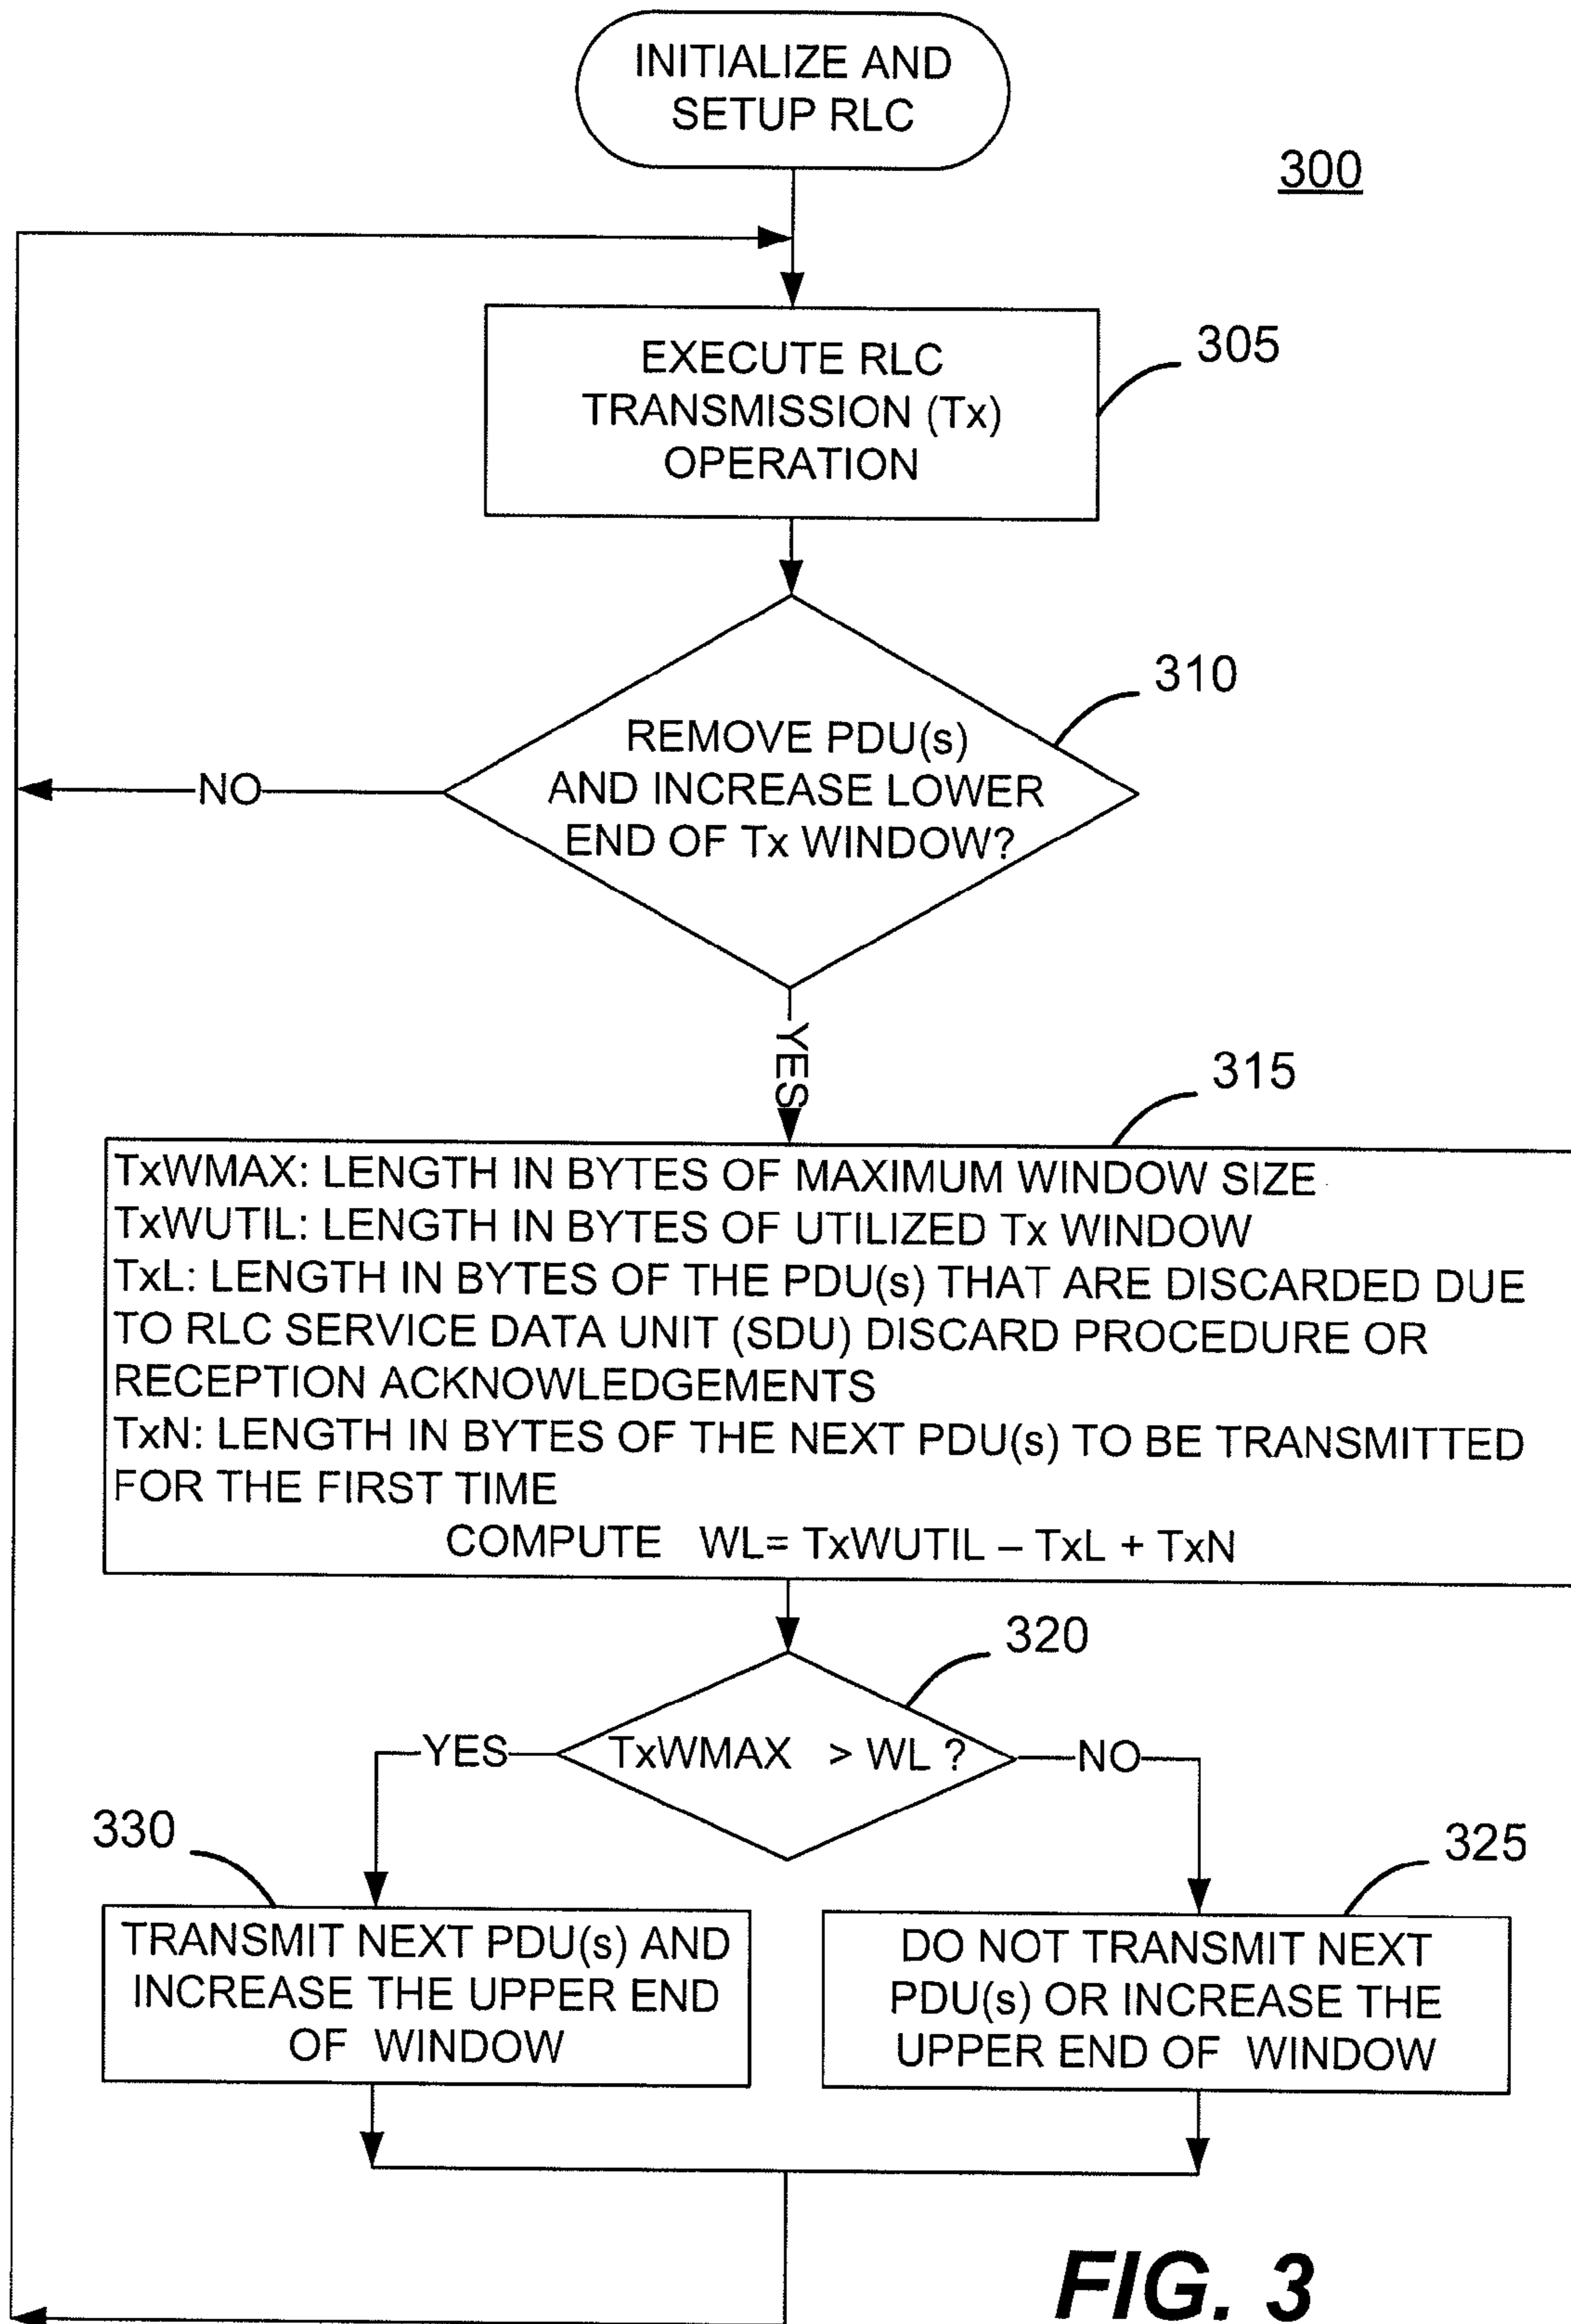 INITIALIZE AND
SETUP RLC
300
EXECUTE RLC
TRANSMISSION (Tx)
OPERATION
305
310
REMOVE PDU(s)
AND INCREASE LOWER
END OF Tx WINDOW?
NO
YES
315
TxWMAX: LENGTH IN BYTES OF MAXIMUM WINDOW SIZE
TxWUTIL: LENGTH IN BYTES OF UTILIZED Tx WINDOW
TxL: LENGTH IN BYTES OF THE PDU(s) THAT ARE DISCARDED DUE
TO RLC SERVICE DATA UNIT (SDU) DISCARD PROCEDURE OR
RECEPTION ACKNOWLEDGEMENTS
TxN: LENGTH IN BYTES OF THE NEXT PDU(s) TO BE TRANSMITTED
FOR THE FIRST TIME
COMPUTE WL= TxWUTIL – TxL + TxN
320
YES
TxWMAX > WL ?
NO
330
325
TRANSMIT NEXT PDU(s) AND
INCREASE THE UPPER END
OF WINDOW
DO NOT TRANSMIT NEXT
PDU(s) OR INCREASE THE
UPPER END OF WINDOW
FIG. 3